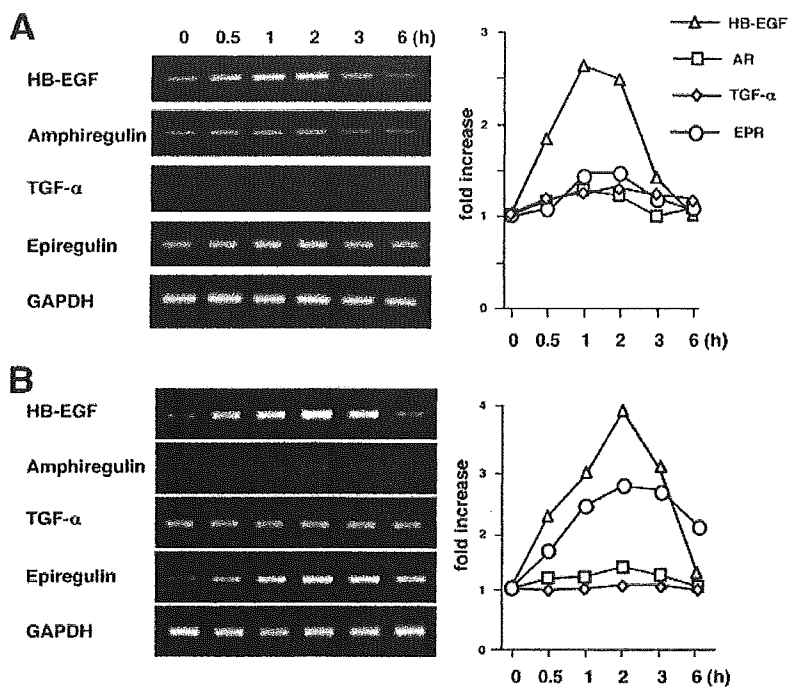 A
0 0.5 1 2 3 6 (h)
HB-EGF
Amphiregulin
TGF-α
Epiregulin
GAPDH
3
2
1
0
fold increase
0 0.5 1 2 3 6 (h)
HB-EGF
AR
TGF-α
EPR
B
HB-EGF
Amphiregulin
TGF-α
Epiregulin
GAPDH
4
3
2
1
0
fold increase
0 0.5 1 2 3 6 (h)